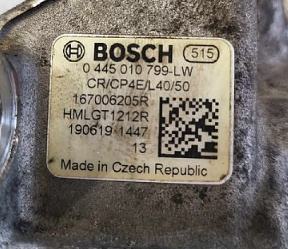 BOSCH 515
0 445 010 799-LW
CR/CP4E/L40/50
167006205R
HMLGT1212R
190619 1447
13
Made in Czech Republic